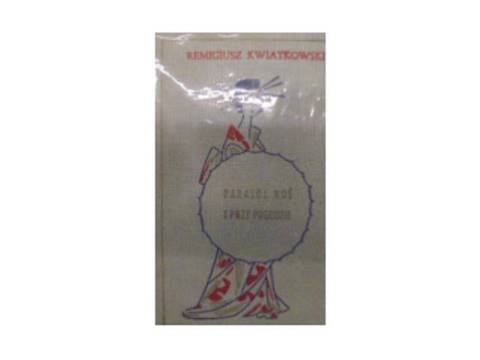 REMIGIUSZ KWIATKOWSKI
PARASOL NOŚ
I PRZY POGODZIE